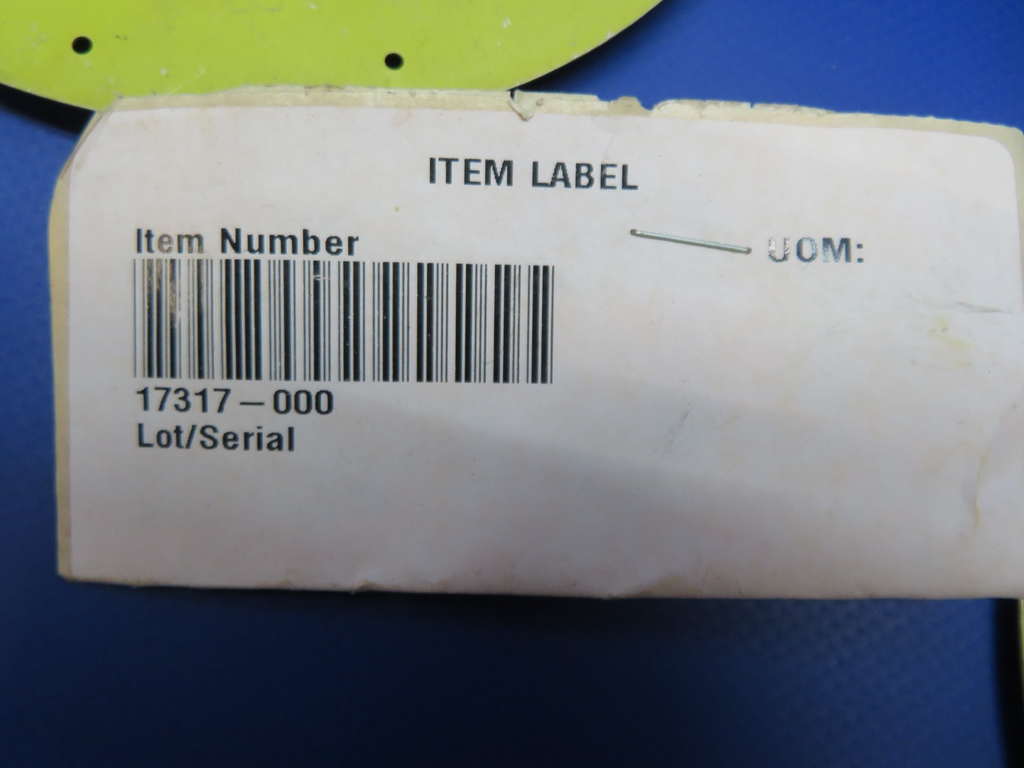 ITEM LABEL
Item Number
UOM:
17317-000
Lot/Serial